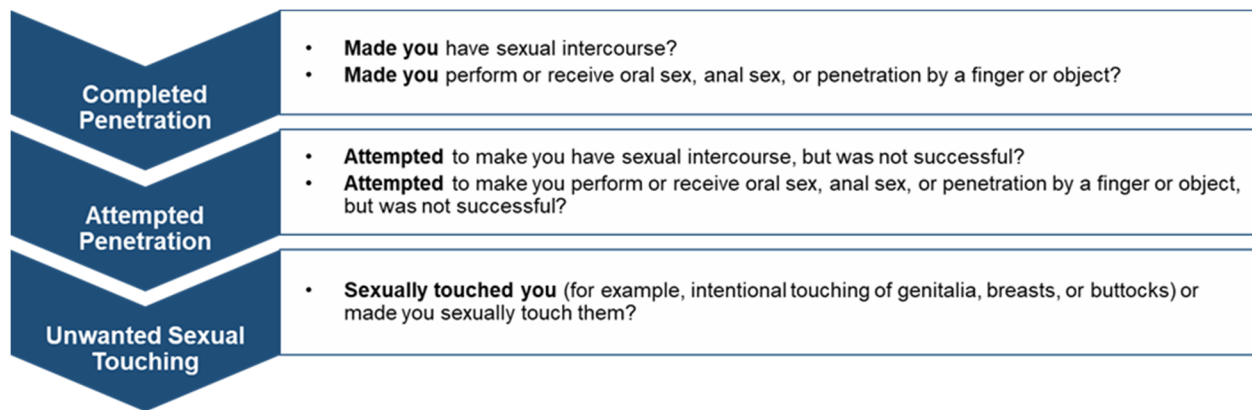 Completed
Penetration
• Made you have sexual intercourse?
• Made you perform or receive oral sex, anal sex, or penetration by a finger or object?
Attempted
Penetration
• Attempted to make you have sexual intercourse, but was not successful?
• Attempted to make you perform or receive oral sex, anal sex, or penetration by a finger or object,
but was not successful?
Unwanted Sexual
Touching
• Sexually touched you (for example, intentional touching of genitalia, breasts, or buttocks) or
made you sexually touch them?